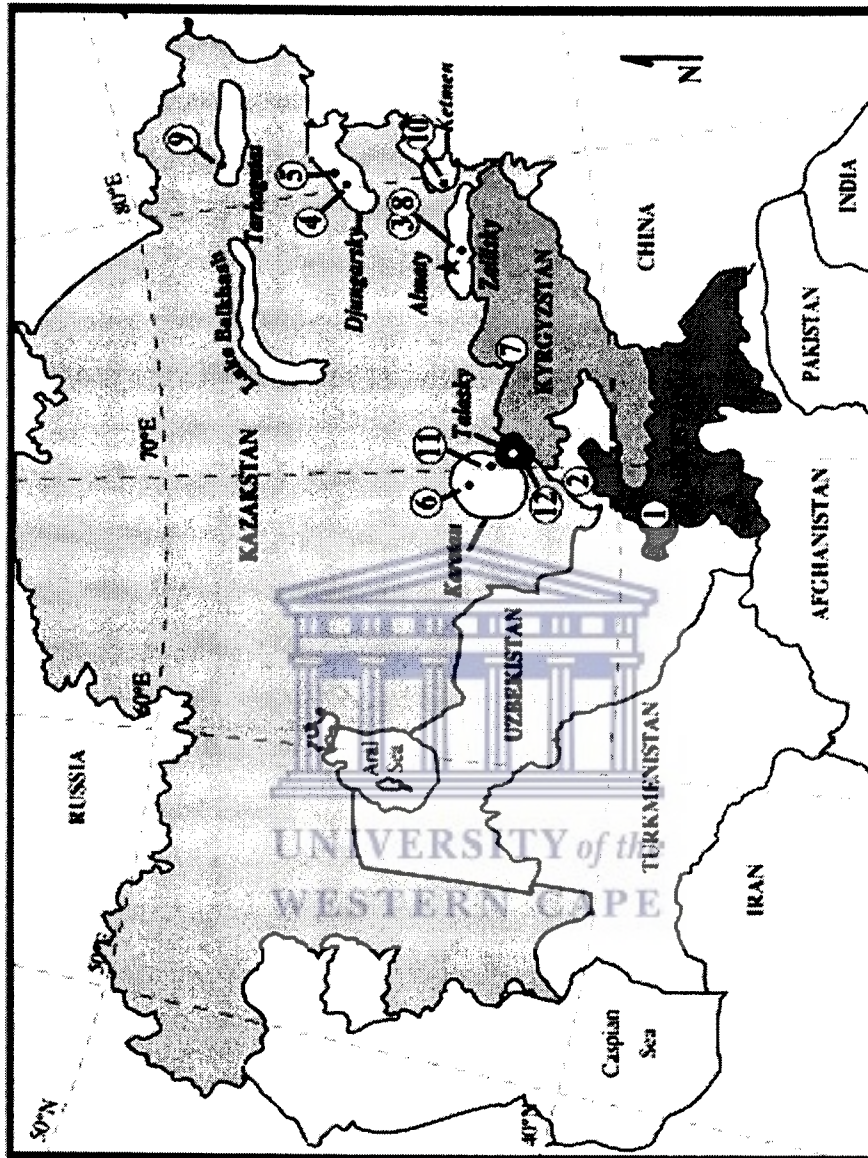 50°N
50°E
60°E
70°E
80°E
RUSSIA
KAZAKSTAN
Lake Balkhash
Tarbagatai
9
5
4
Djungarsky
10
Ketmen
3 8
Almaty
Zailisky
Aral
Sea
Karatau
6
11
Talassky
7
12
2
KYRGYZSTAN
1
UZBEKISTAN
TURKMENISTAN
Caspian
Sea
40°N
IRAN
AFGHANISTAN
PAKISTAN
INDIA
CHINA
N
UNIVERSITY of the
WESTERN CAPE